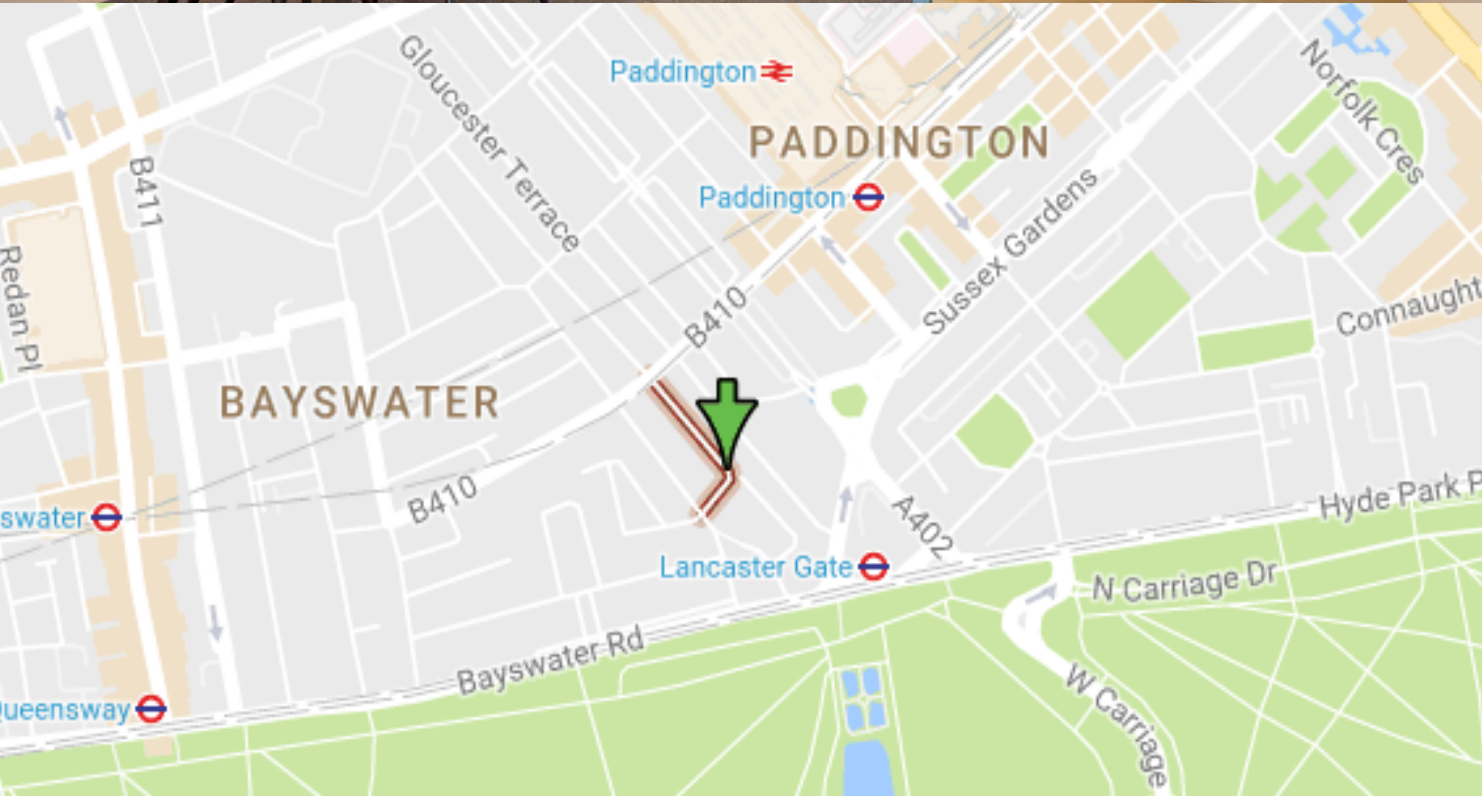 Gloucester Terrace
Paddington
Norfolk Cres
PADDINGTON
B411
Paddington
Sussex Gardens
Redan Pl
B410
Connaught
BAYSWATER
B410
swater
A402
Hyde Park P
Lancaster Gate
N Carriage Dr
Bayswater Rd
W Carriage
ueensway